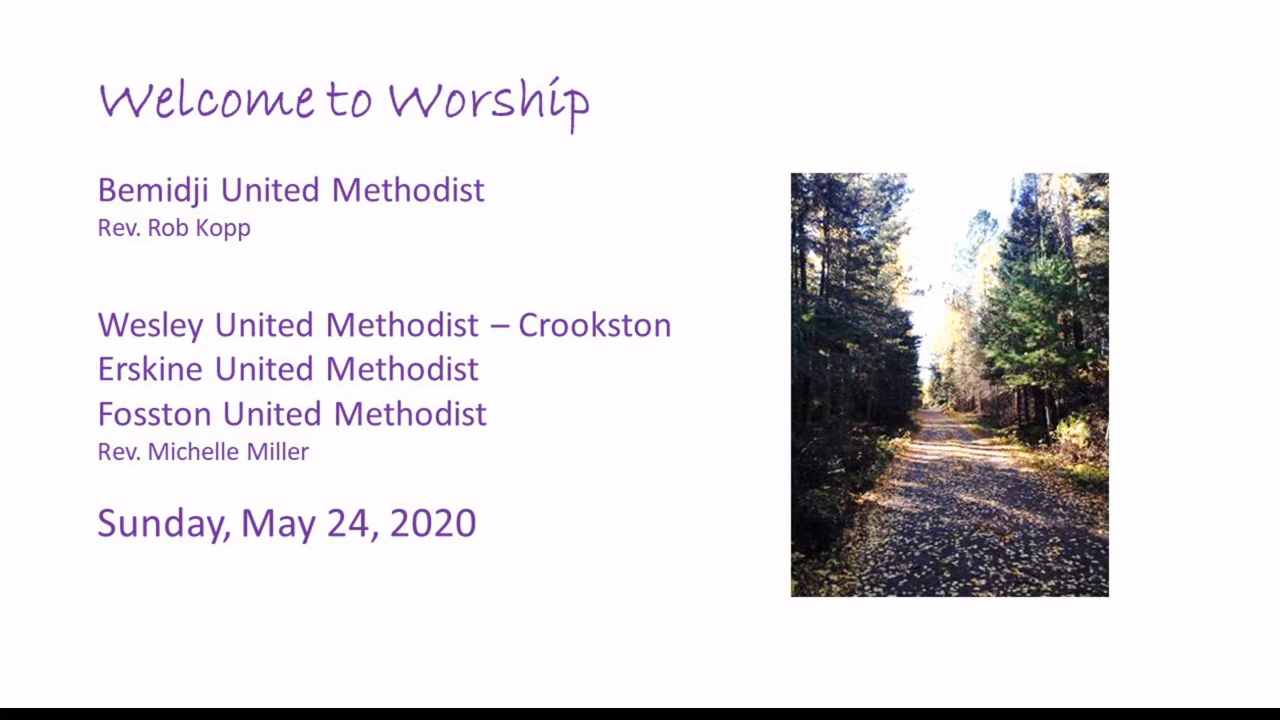 Welcome to Worship
Bemidji United Methodist
Rev. Rob Kopp
Wesley United Methodist – Crookston
Erskine United Methodist
Fosston United Methodist
Rev. Michelle Miller
Sunday, May 24, 2020